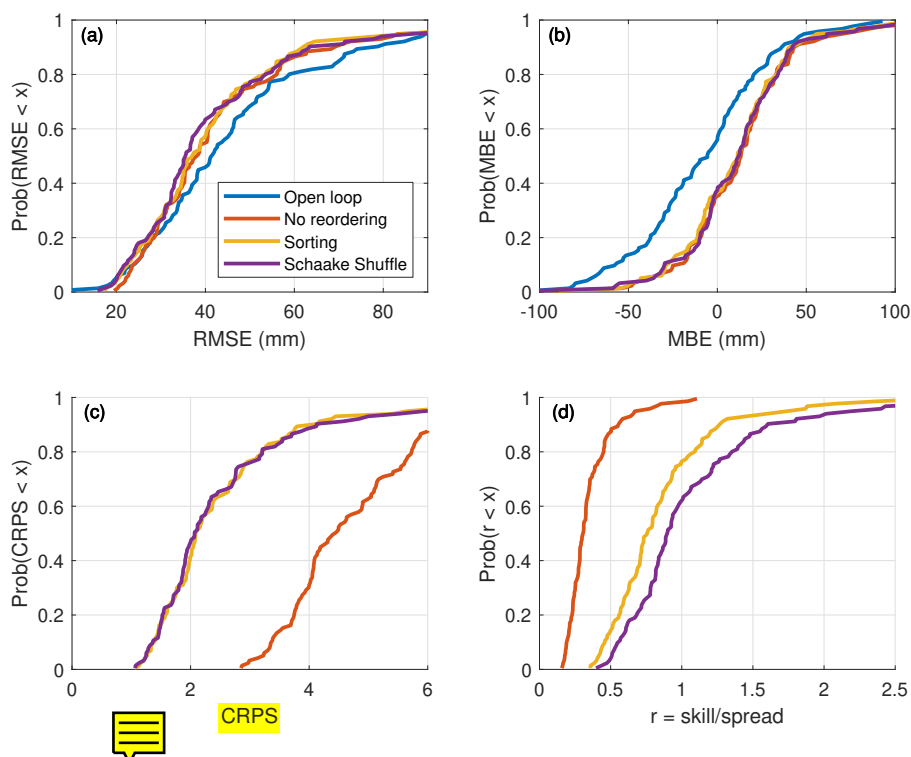 (a)
Prob(RMSE < x)
1
0.8
0.6
0.4
0.2
0
Open loop
No reordering
Sorting
Schaake Shuffle
20
40
60
80
RMSE (mm)
(b)
Prob(MBE < x)
1
0.8
0.6
0.4
0.2
0
-100
-50
0
50
100
MBE (mm)
(c)
Prob(CRPS < x)
1
0.8
0.6
0.4
0.2
0
0
2
4
6
CRPS
(d)
Prob(r < x)
1
0.8
0.6
0.4
0.2
0
0
0.5
1
1.5
2
2.5
r = skill/spread